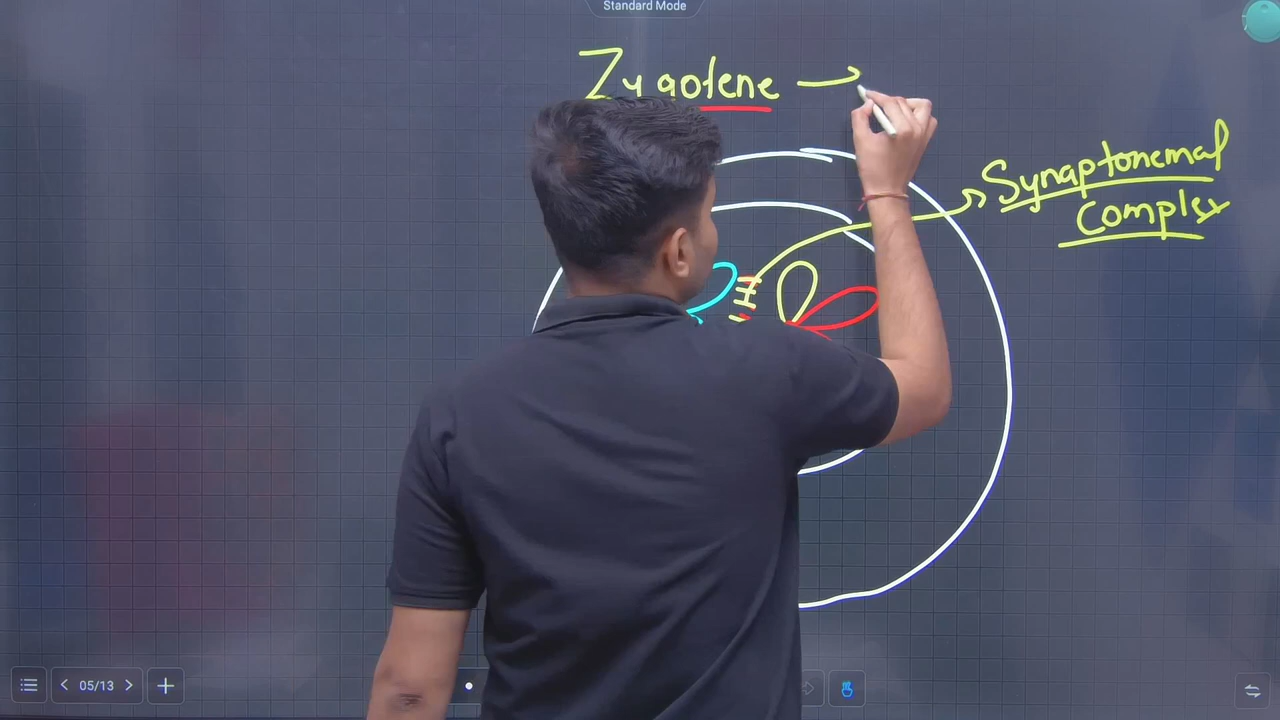 Standard Mode
Zygotene →
Synaptonemal
Complex
05/13